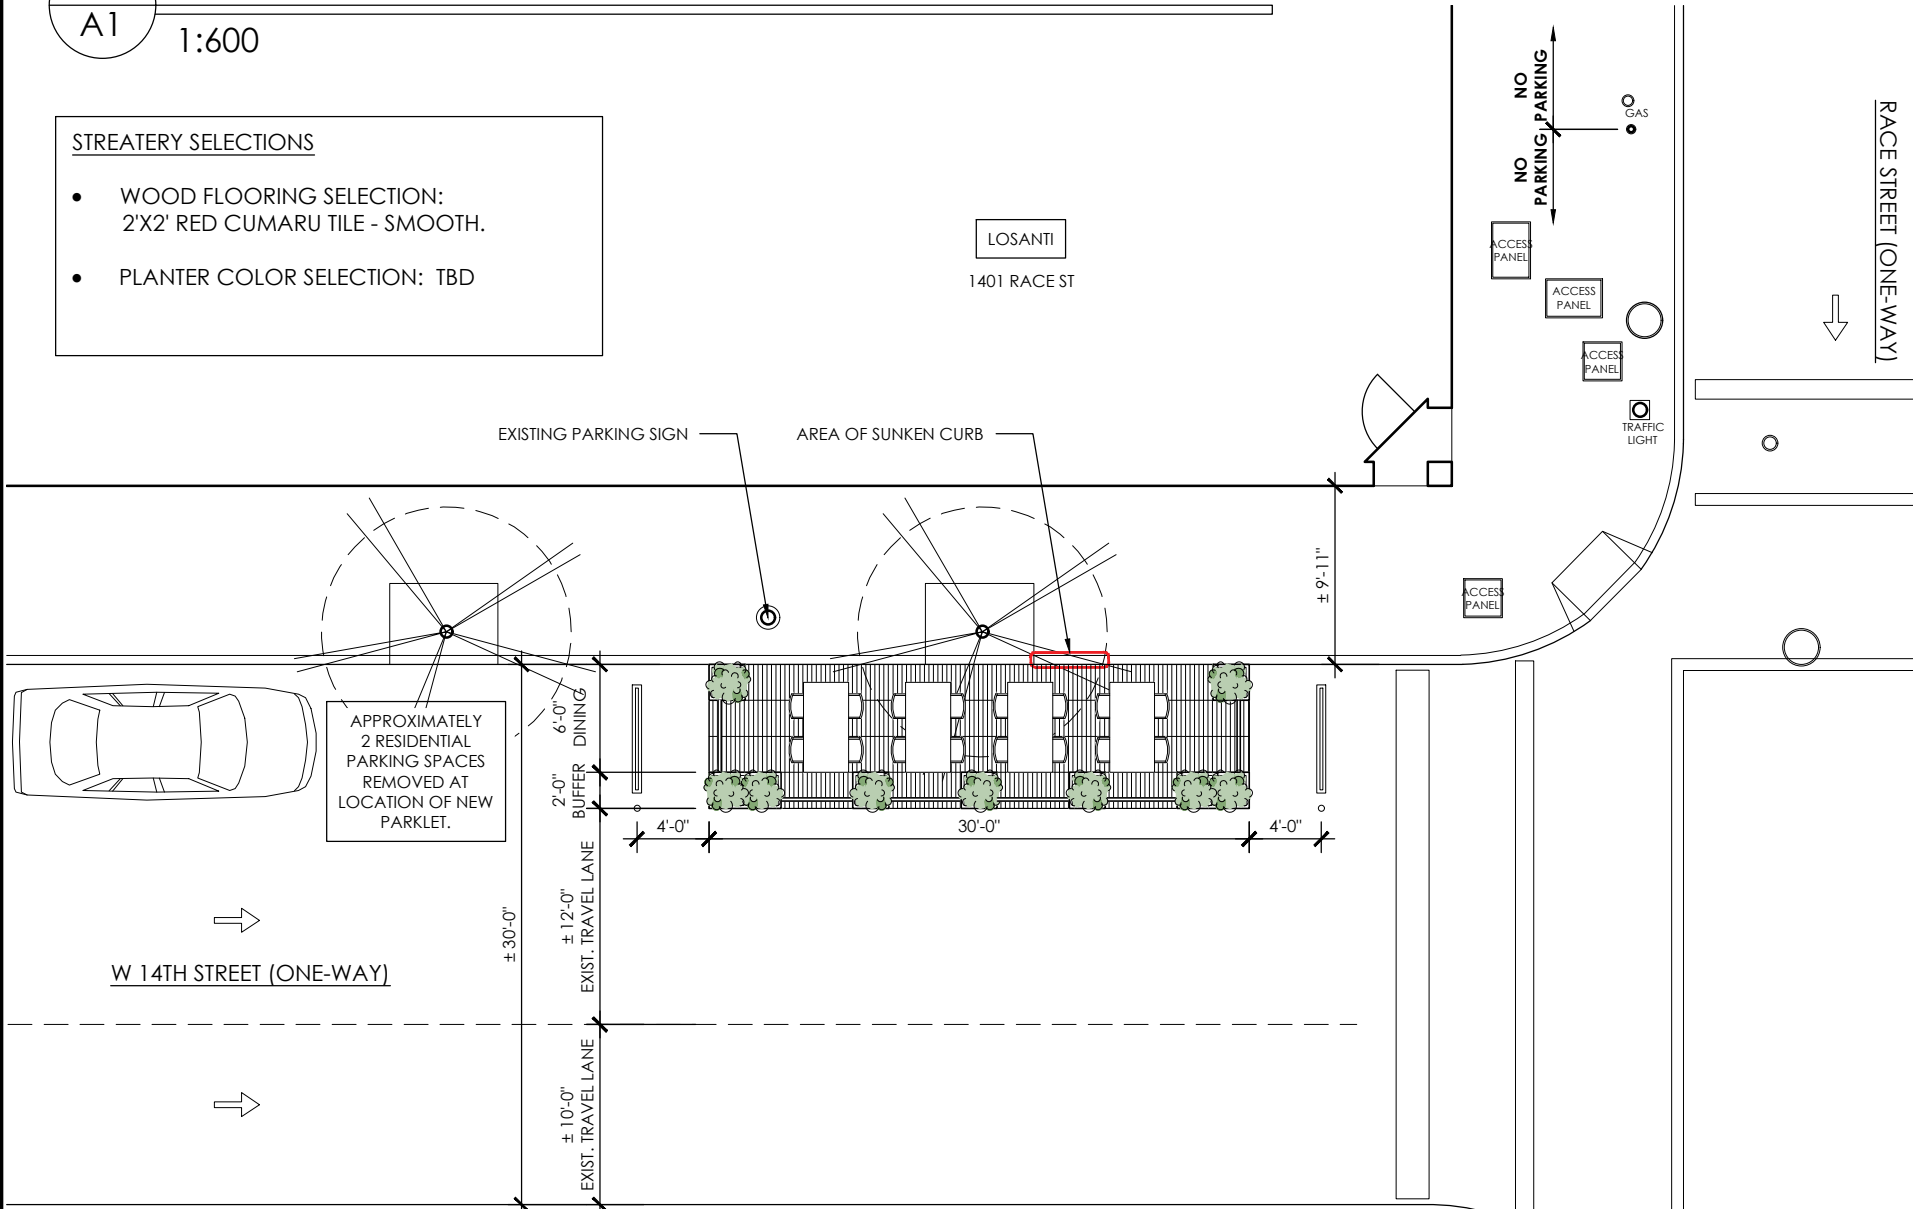 A1
1:600
STREATERY SELECTIONS
• WOOD FLOORING SELECTION:
2'X2' RED CUMARU TILE - SMOOTH.
• PLANTER COLOR SELECTION: TBD
LOSANTI
1401 RACE ST
NO
PARKING
NO
PARKING
GAS
RACE STREET (ONE-WAY)
ACCESS
PANEL
ACCESS
PANEL
ACCESS
PANEL
TRAFFIC
LIGHT
EXISTING PARKING SIGN
AREA OF SUNKEN CURB
± 9'-11"
ACCESS
PANEL
APPROXIMATELY
2 RESIDENTIAL
PARKING SPACES
REMOVED AT
LOCATION OF NEW
PARKLET.
6'-0"
DINING
2'-0"
BUFFER
4'-0"
30'-0"
4'-0"
± 30'-0"
± 12'-0"
EXIST. TRAVEL LANE
W 14TH STREET (ONE-WAY)
± 10'-0"
EXIST. TRAVEL LANE